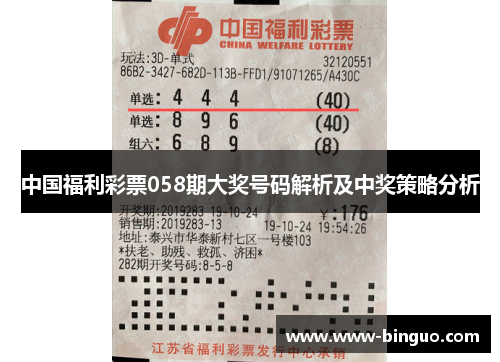 中国福利彩票
CHINA WELFARE LOTTERY
玩法:3D-单式 32120551
86B2-3427-682D-113B-FFD1/91071265/A430C
单选: 4 4 4 (40)
单选: 8 9 6 (40)
组六: 6 8 9 (8)
中国福利彩票058期大奖号码解析及中奖策略分析
开奖期:2019283 19-10-24 ¥:176
销售期:2019283-13 19-10-24 19:54:26
地址:泰兴市华泰新村七区一号楼103
*扶老、助残、救孤、济困*
282期开奖号码:8-5-8
江苏省福利彩票发行中心承销
www-binguo.com